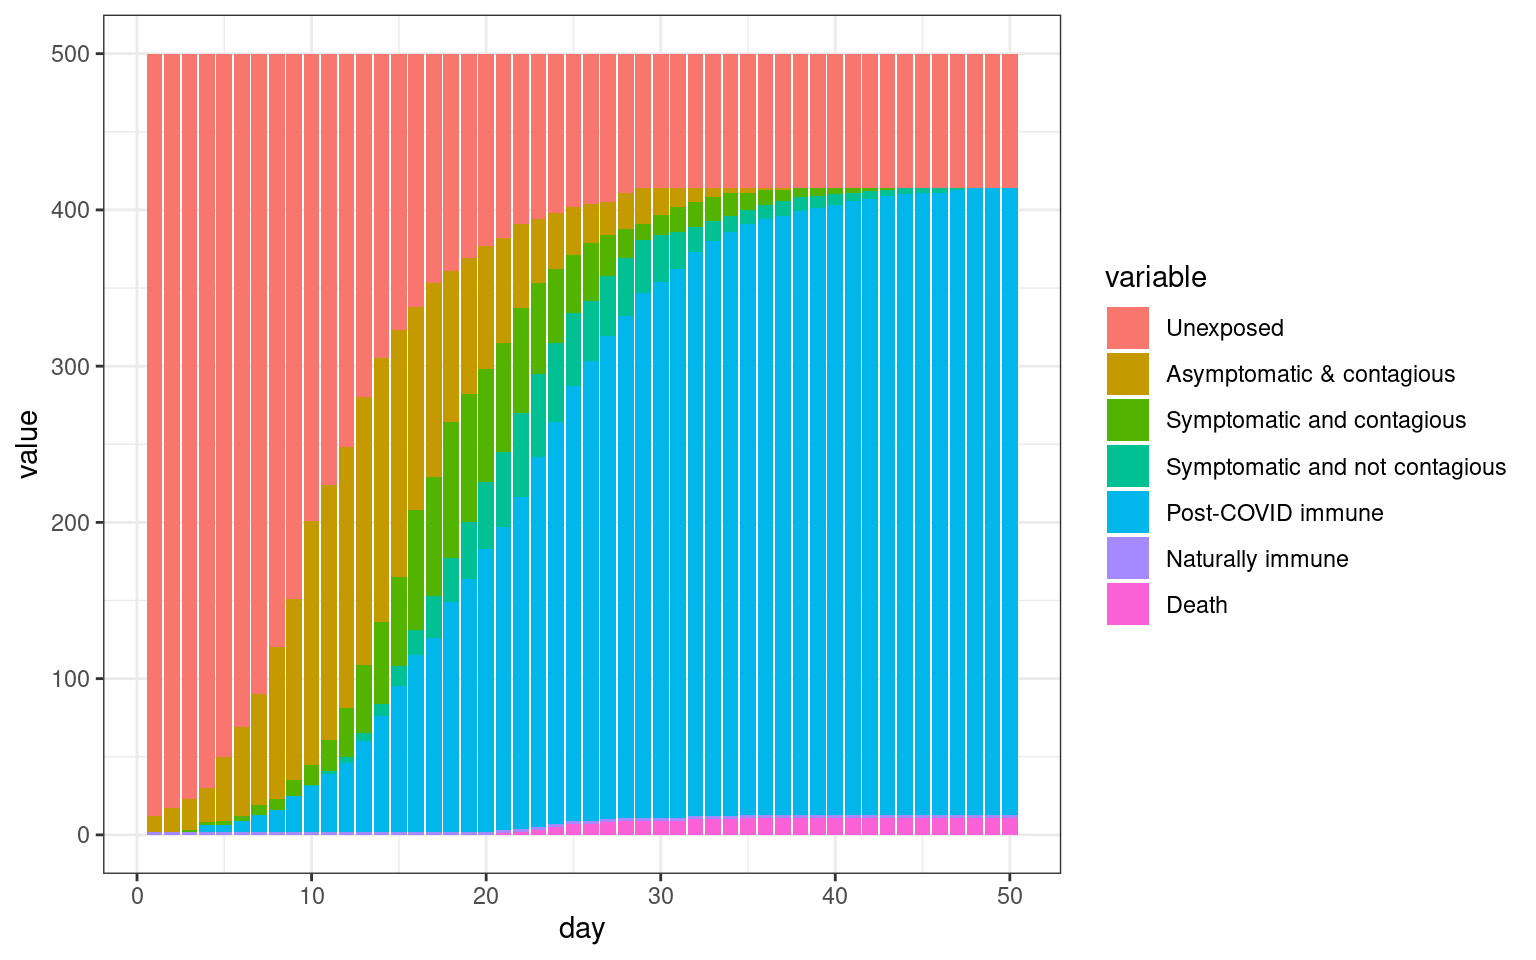 500
400
300
200
100
0
value
0 10 20 30 40 50
day
variable
Unexposed
Asymptomatic & contagious
Symptomatic and contagious
Symptomatic and not contagious
Post-COVID immune
Naturally immune
Death